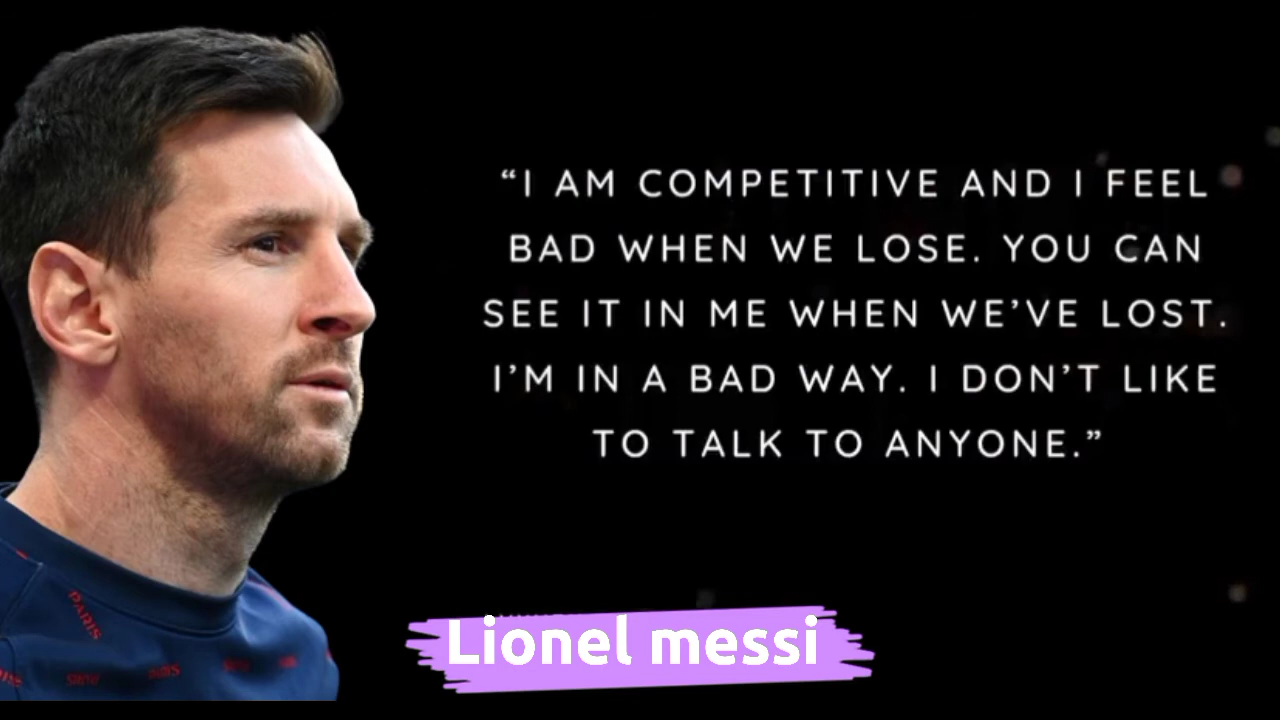 “I AM COMPETITIVE AND I FEEL
BAD WHEN WE LOSE. YOU CAN
SEE IT IN ME WHEN WE’VE LOST.
I’M IN A BAD WAY. I DON’T LIKE
TO TALK TO ANYONE.”
Lionel messi
PARIS